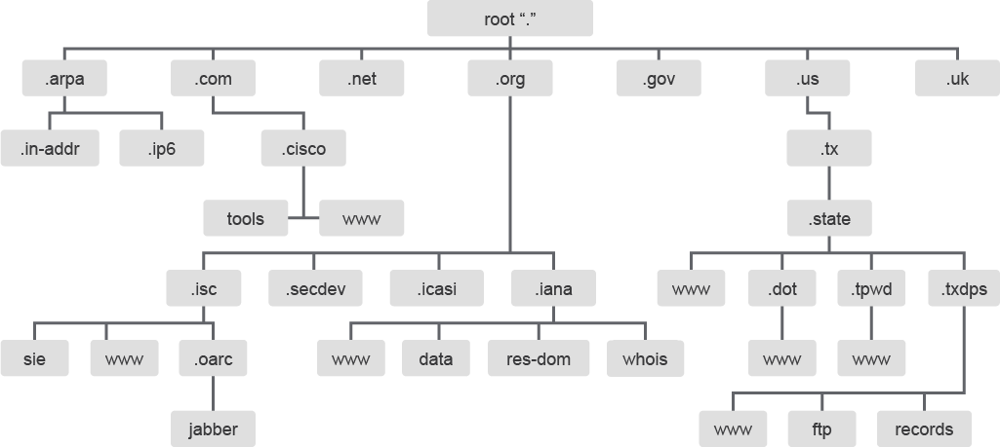 root “.”
.arpa .com .net .org .gov .us .uk
.in-addr .ip6 .cisco .tx
tools www .state
.isc .secdev .icasi .iana www .dot .tpwd .txdps
sie www .oarc www data res-dom whois www www
jabber www ftp records